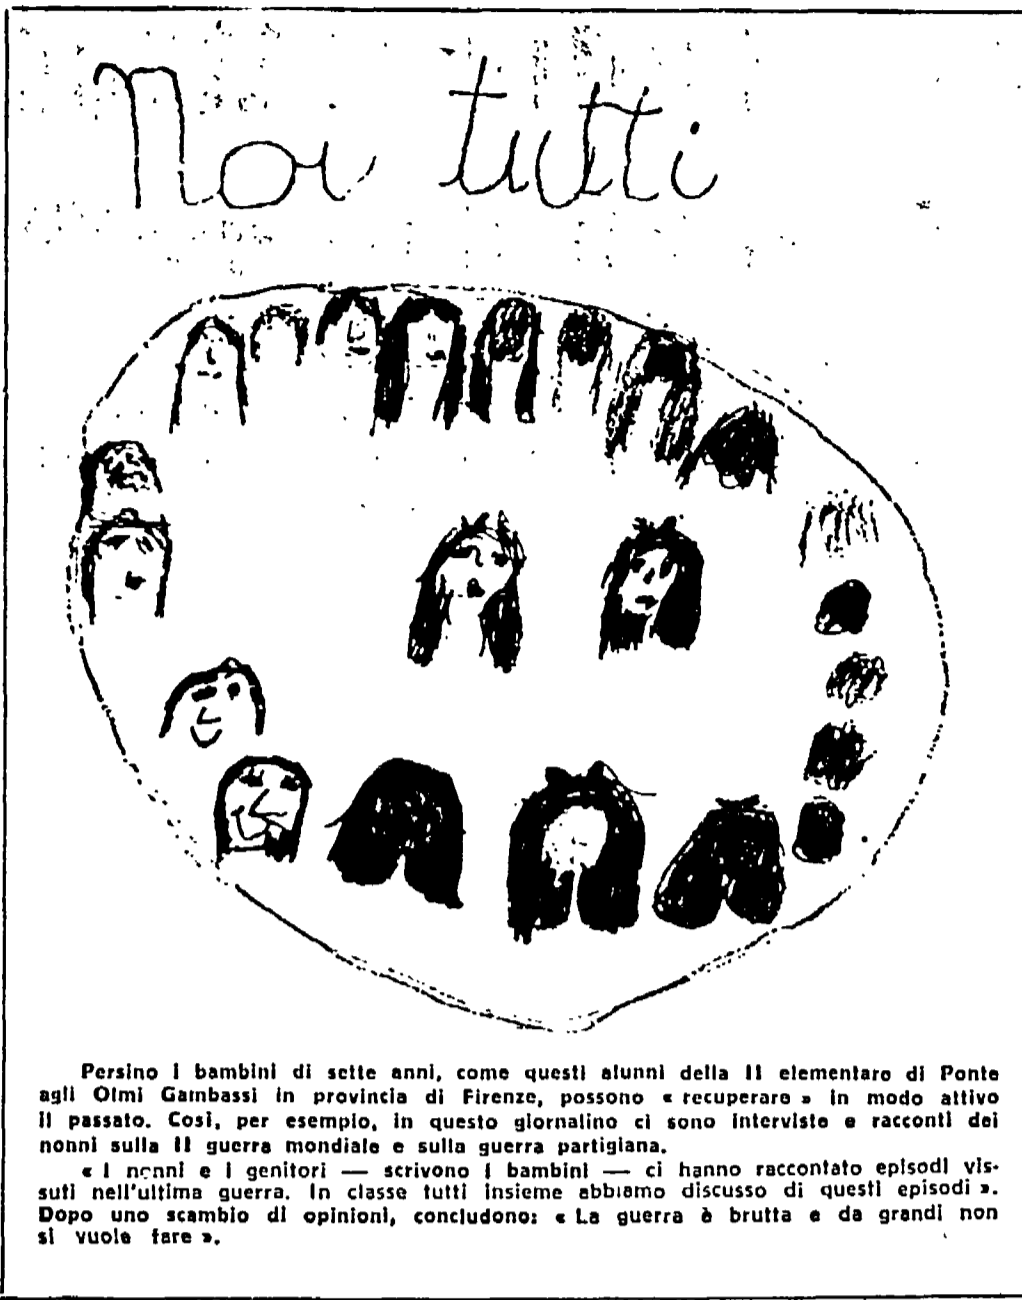 Noi tutti
Persino i bambini di sette anni, come questi alunni della II elementare di Ponte
agli Olmi Gambassi in provincia di Firenze, possono « recuperare » in modo attivo
il passato. Così, per esempio, in questo giornalino ci sono interviste e racconti dei
nonni sulla II guerra mondiale e sulla guerra partigiana.
« I nonni e i genitori — scrivono i bambini — ci hanno raccontato episodi vis-
suti nell'ultima guerra. In classe tutti insieme abbiamo discusso di questi episodi ».
Dopo uno scambio di opinioni, concludono: « La guerra è brutta e da grandi non
si vuole fare ».